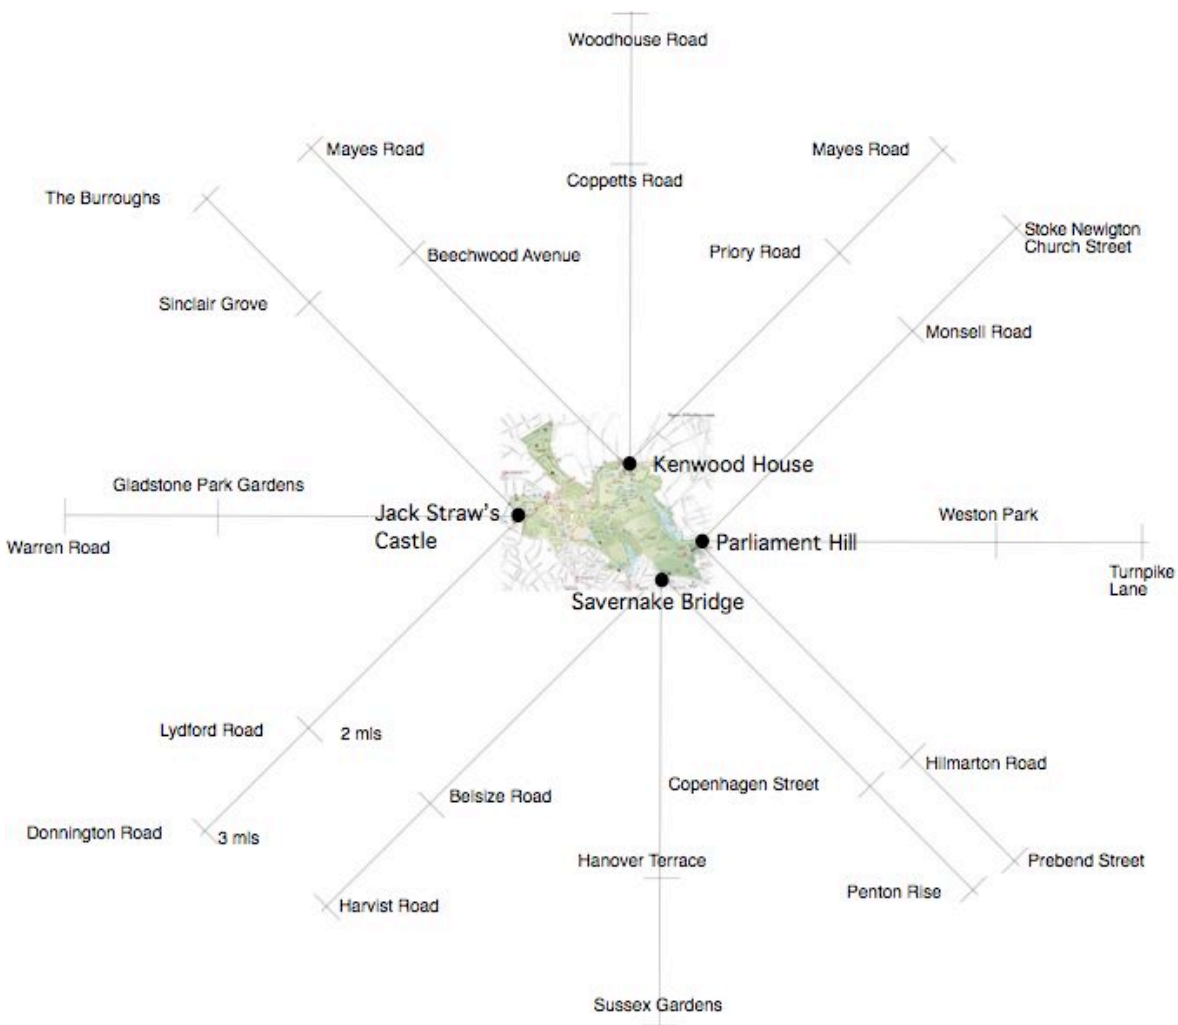 Woodhouse Road
Mayes Road
Mayes Road
Coppetts Road
The Burroughs
Stoke Newigton
Church Street
Beechwood Avenue
Priory Road
Sinclair Grove
Monsell Road
Kenwood House
Gladstone Park Gardens
Jack Straw's
Castle
Weston Park
Warren Road
Parliament Hill
Turnpike
Lane
Savernake Bridge
Lydford Road
2 mls
Hilmarton Road
Copenhagen Street
Belsize Road
Donnington Road
3 mls
Hanover Terrace
Prebend Street
Penton Rise
Harvist Road
Sussex Gardens